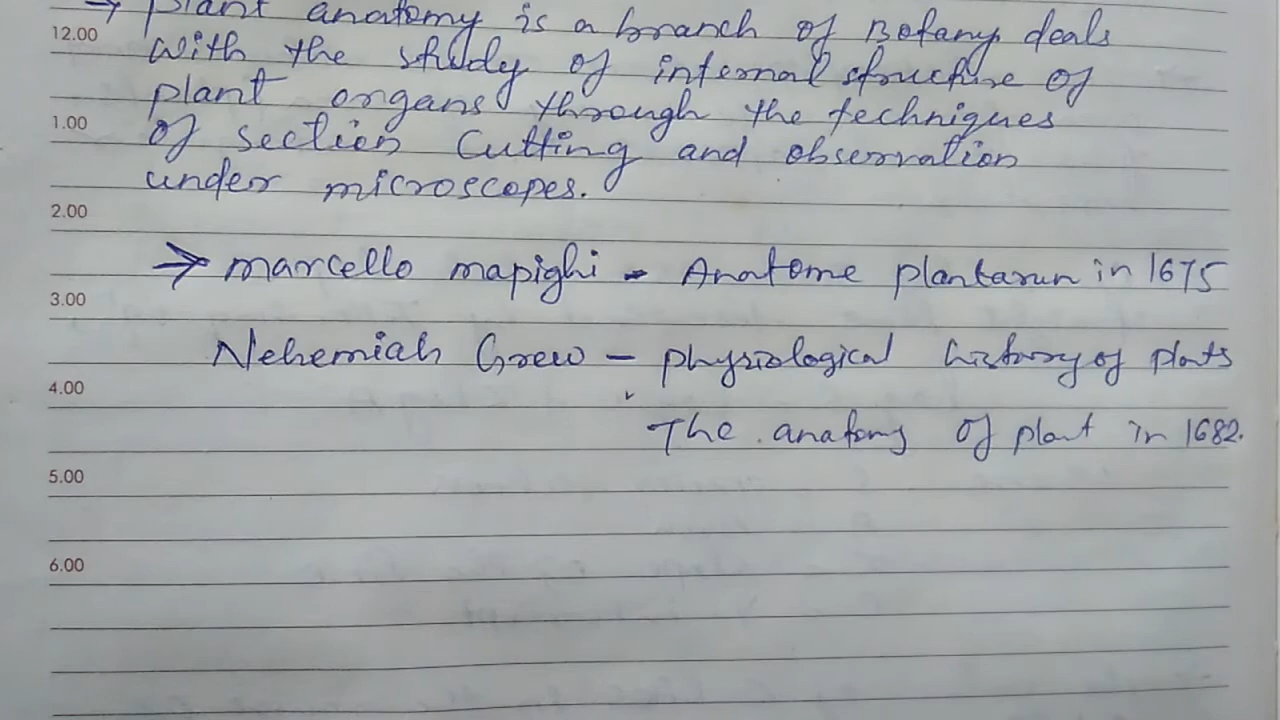 → plant anatomy is a branch of Botany deals
12.00
with the study of internal structure of
plant organs through the techniques
1.00
of section Cutting and observation
under microscopes.
2.00
→ marcello mapighi - Anatome plantarun in 1675
3.00
Nehemiah Grew - physiological history of plants
4.00
The anatomy of plant in 1682.
5.00
6.00